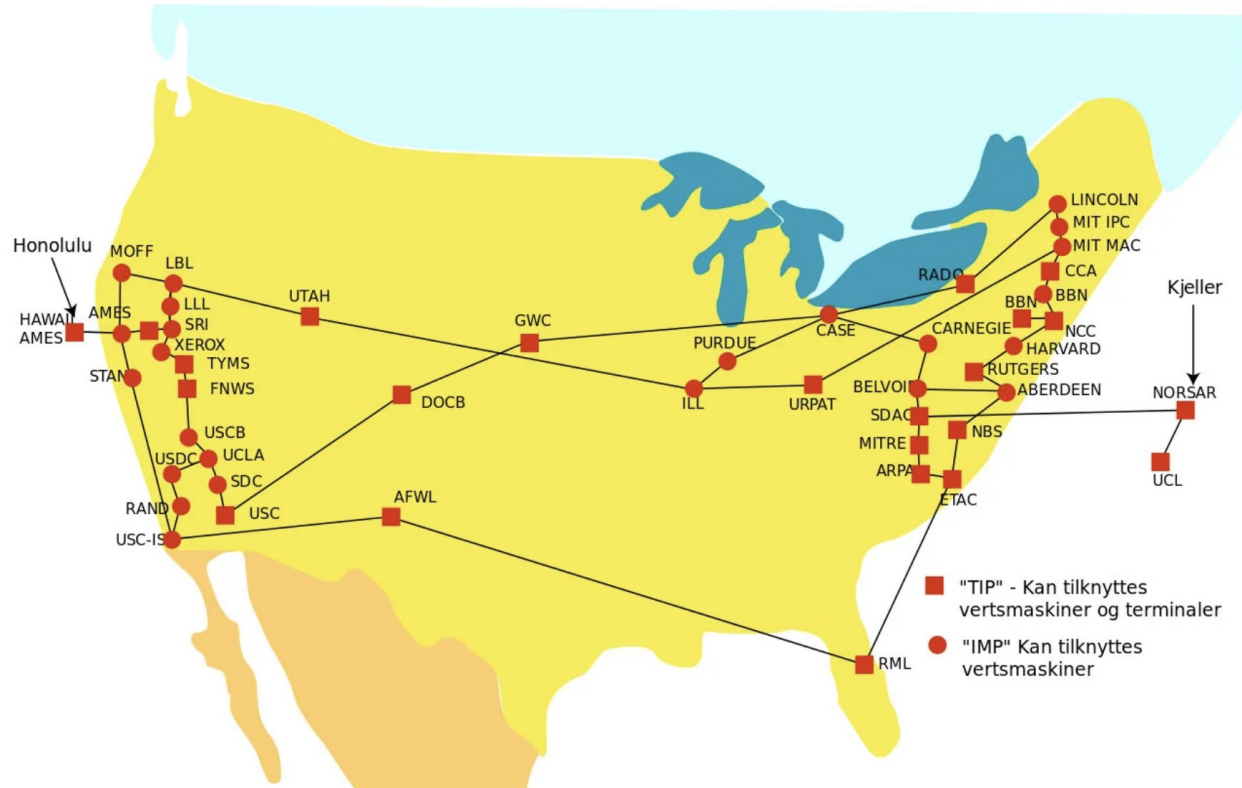 LINCOLN
MIT IPC
MIT MAC
Honolulu
MOFF
LBL
RADO
CCA
Kjeller
UTAH
LLL
BBN
BBN
HAWAII
AMES
AMES
SRI
GWC
CASE
CARNEGIE
NCC
XEROX
PURDUE
HARVARD
TYMS
RUTGERS
STAN
FNWS
DOCB
ILL
URPAT
BELVOI
ABERDEEN
NORSAR
SDAC
USCB
NBS
MITRE
USDC
UCLA
ARPA
UCL
SDC
AFWL
ETAC
RAND
USC
USC-IS
"TIP" - Kan tilknyttes
vertsmaskiner og terminaler
"IMP" Kan tilknyttes
vertsmaskiner
RML